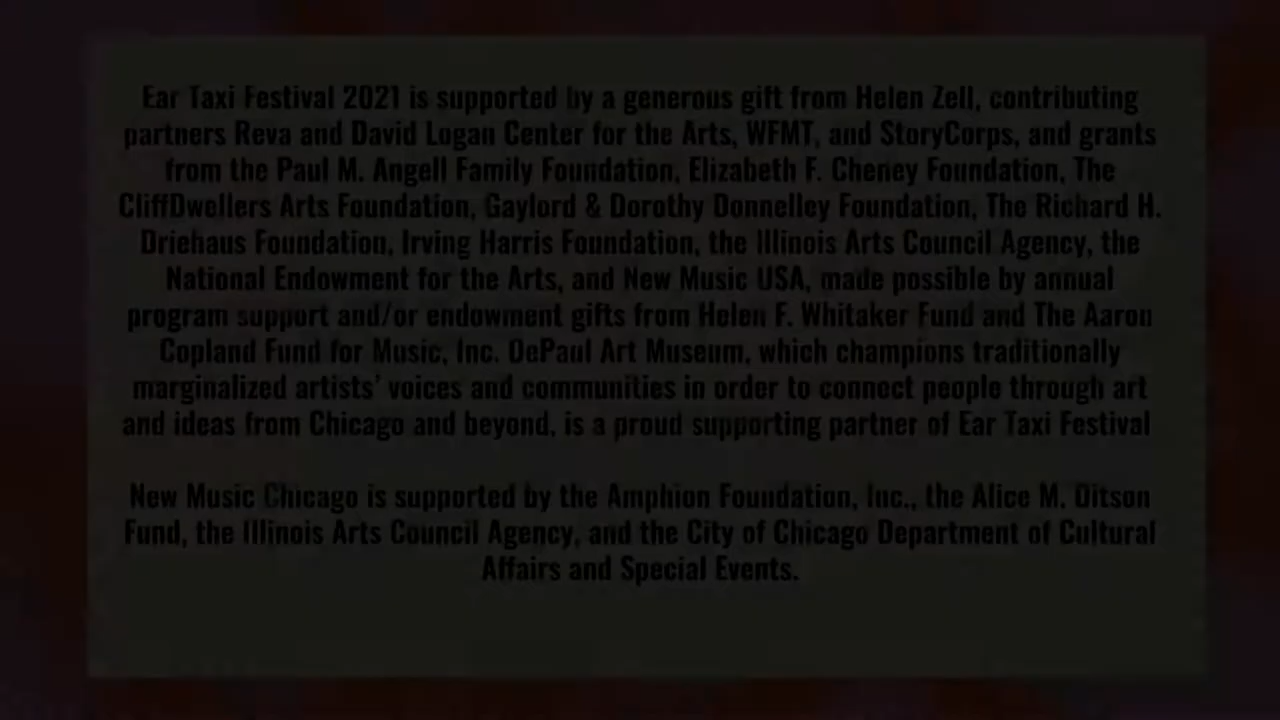 Ear Taxi Festival 2021 is supported by a generous gift from Helen Zell, contributing
partners Reva and David Logan Center for the Arts, WFMT, and StoryCorps, and grants
from the Paul M. Angell Family Foundation, Elizabeth F. Cheney Foundation, The
CliffDwellers Arts Foundation, Gaylord & Dorothy Donnelley Foundation, The Richard H.
Driehaus Foundation, Irving Harris Foundation, the Illinois Arts Council Agency, the
National Endowment for the Arts, and New Music USA, made possible by annual
program support and/or endowment gifts from Helen F. Whitaker Fund and The Aaron
Copland Fund for Music, Inc. DePaul Art Museum, which champions traditionally
marginalized artists' voices and communities in order to connect people through art
and ideas from Chicago and beyond, is a proud supporting partner of Ear Taxi Festival
New Music Chicago is supported by the Amphion Foundation, Inc., the Alice M. Ditson
Fund, the Illinois Arts Council Agency, and the City of Chicago Department of Cultural
Affairs and Special Events.